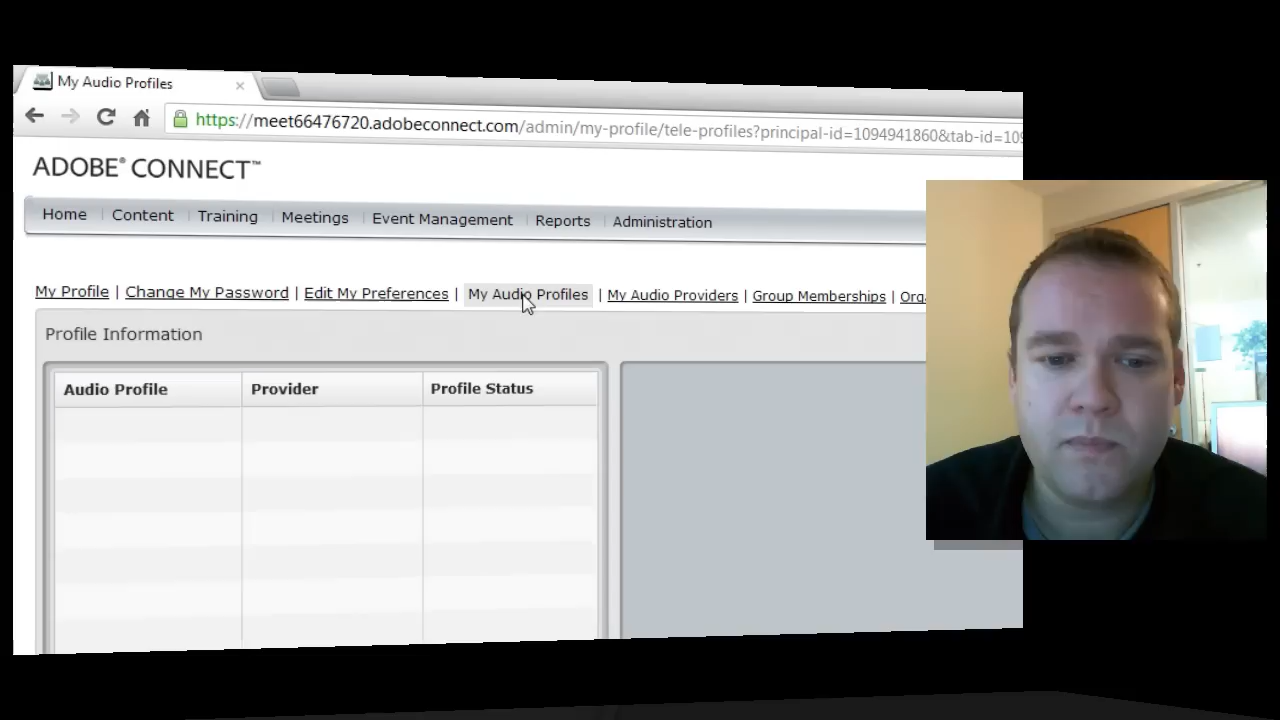 My Audio Profiles
https://meet66476720.adobeconnect.com/admin/my-profile/tele-profiles?principal-id=1094941860&tab-id=109
ADOBE® CONNECT™
Home Content Training Meetings Event Management Reports Administration
My Profile | Change My Password | Edit My Preferences | My Audio Profiles | My Audio Providers | Group Memberships | Org
Profile Information
Audio Profile Provider Profile Status